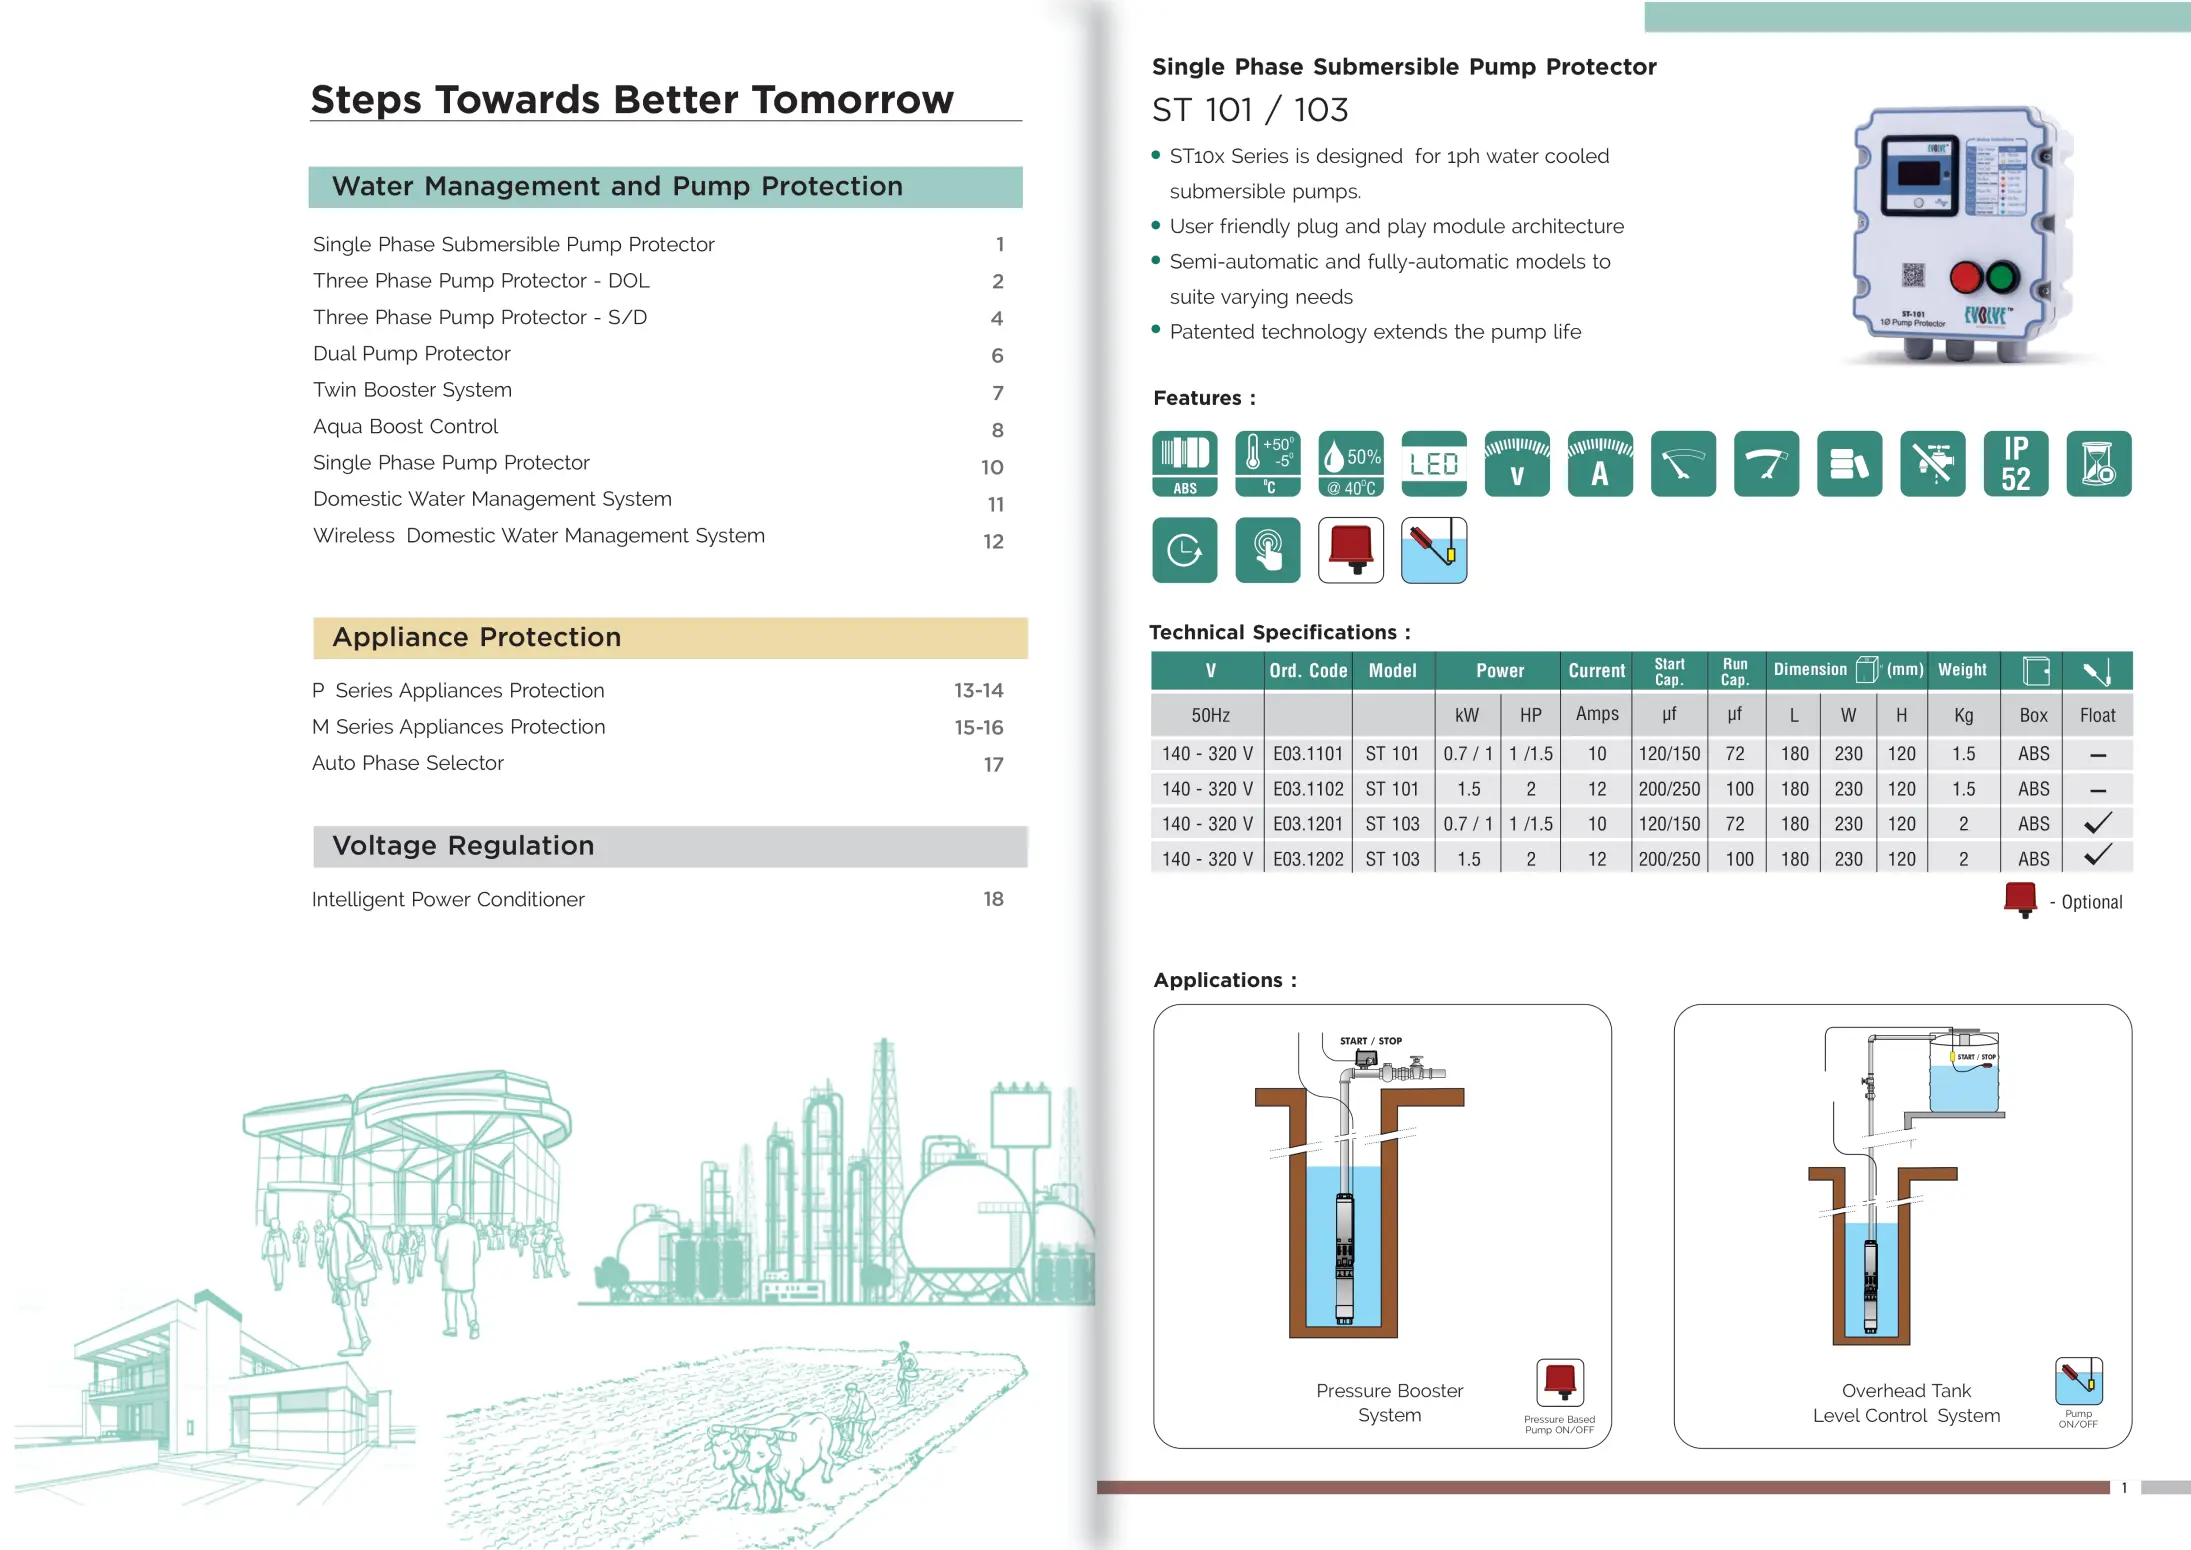 Steps Towards Better Tomorrow
Water Management and Pump Protection
Single Phase Submersible Pump Protector 1
Three Phase Pump Protector - DOL 2
Three Phase Pump Protector - S/D 4
Dual Pump Protector 6
Twin Booster System 7
Aqua Boost Control 8
Single Phase Pump Protector 10
Domestic Water Management System 11
Wireless Domestic Water Management System 12
Appliance Protection
P Series Appliances Protection 13-14
M Series Appliances Protection 15-16
Auto Phase Selector 17
Voltage Regulation
Intelligent Power Conditioner 18
Single Phase Submersible Pump Protector
ST 101 / 103
• ST10x Series is designed for 1ph water cooled
submersible pumps.
• User friendly plug and play module architecture
• Semi-automatic and fully-automatic models to
suite varying needs
• Patented technology extends the pump life
EVOLVE™
ST-101
1Ø Pump Protector
EVOLVE™
Features :
ABS
+50⁰
-5⁰
⁰C
50%
@ 40⁰C
LED
V
A
IP
52
Technical Specifications :
V Ord. Code Model Power Current Start Cap. Run Cap. Dimension (mm) Weight
50Hz kW HP Amps µf µf L W H Kg Box Float
140 - 320 V E03.1101 ST 101 0.7 / 1 1 /1.5 10 120/150 72 180 230 120 1.5 ABS –
140 - 320 V E03.1102 ST 101 1.5 2 12 200/250 100 180 230 120 1.5 ABS –
140 - 320 V E03.1201 ST 103 0.7 / 1 1 /1.5 10 120/150 72 180 230 120 2 ABS ✓
140 - 320 V E03.1202 ST 103 1.5 2 12 200/250 100 180 230 120 2 ABS ✓
- Optional
Applications :
START / STOP
Pressure Booster
System
Pressure Based
Pump ON/OFF
START / STOP
Overhead Tank
Level Control System
Pump
ON/OFF
1